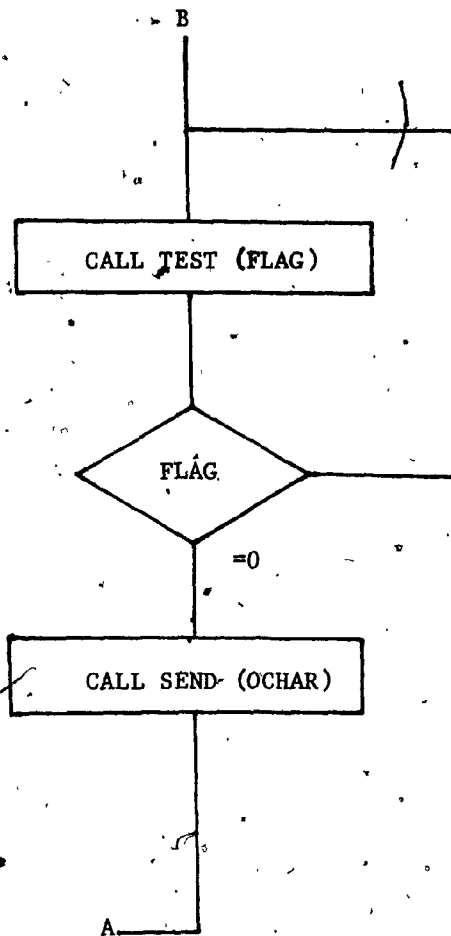 B
CALL TEST (FLAG)
FLAG
=0
CALL SEND (OCHAR)
A